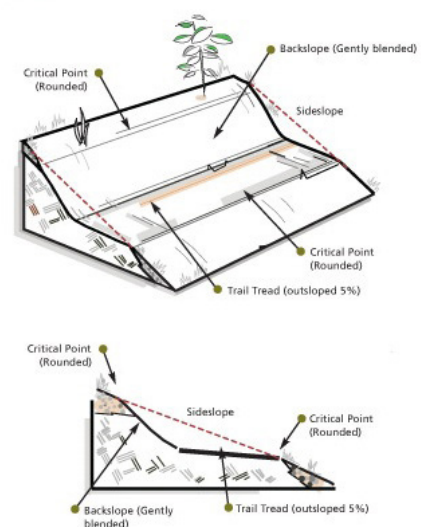 Backslope (Gently blended)
Critical Point
(Rounded)
Sideslope
Critical Point
(Rounded)
Trail Tread (outsloped 5%)
Critical Point
(Rounded)
Sideslope
Critical Point
(Rounded)
Backslope (Gently
blended)
Trail Tread (outsloped 5%)